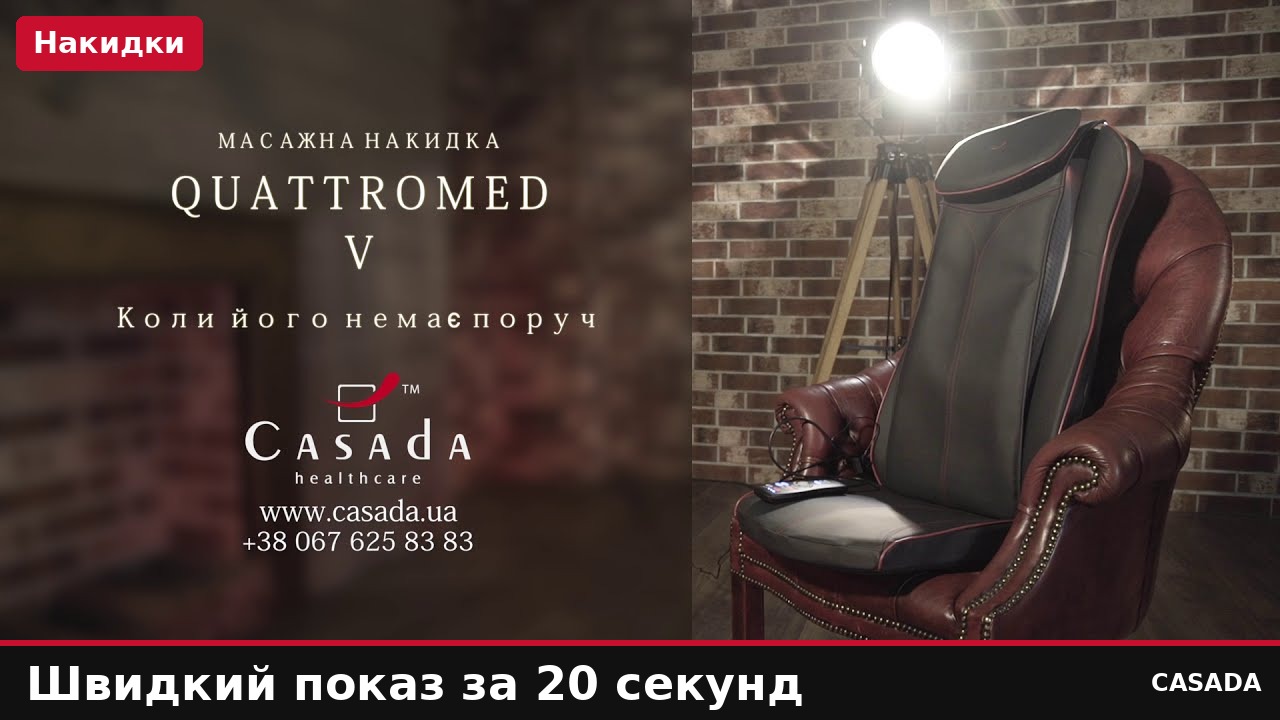 Накидки
МАСАЖНА НАКИДКА
QUATTROMED
V
Коли його немає поруч
TM
CASADA
healthcare
www.casada.ua
+38 067 625 83 83
Швидкий показ за 20 секунд
CASADA